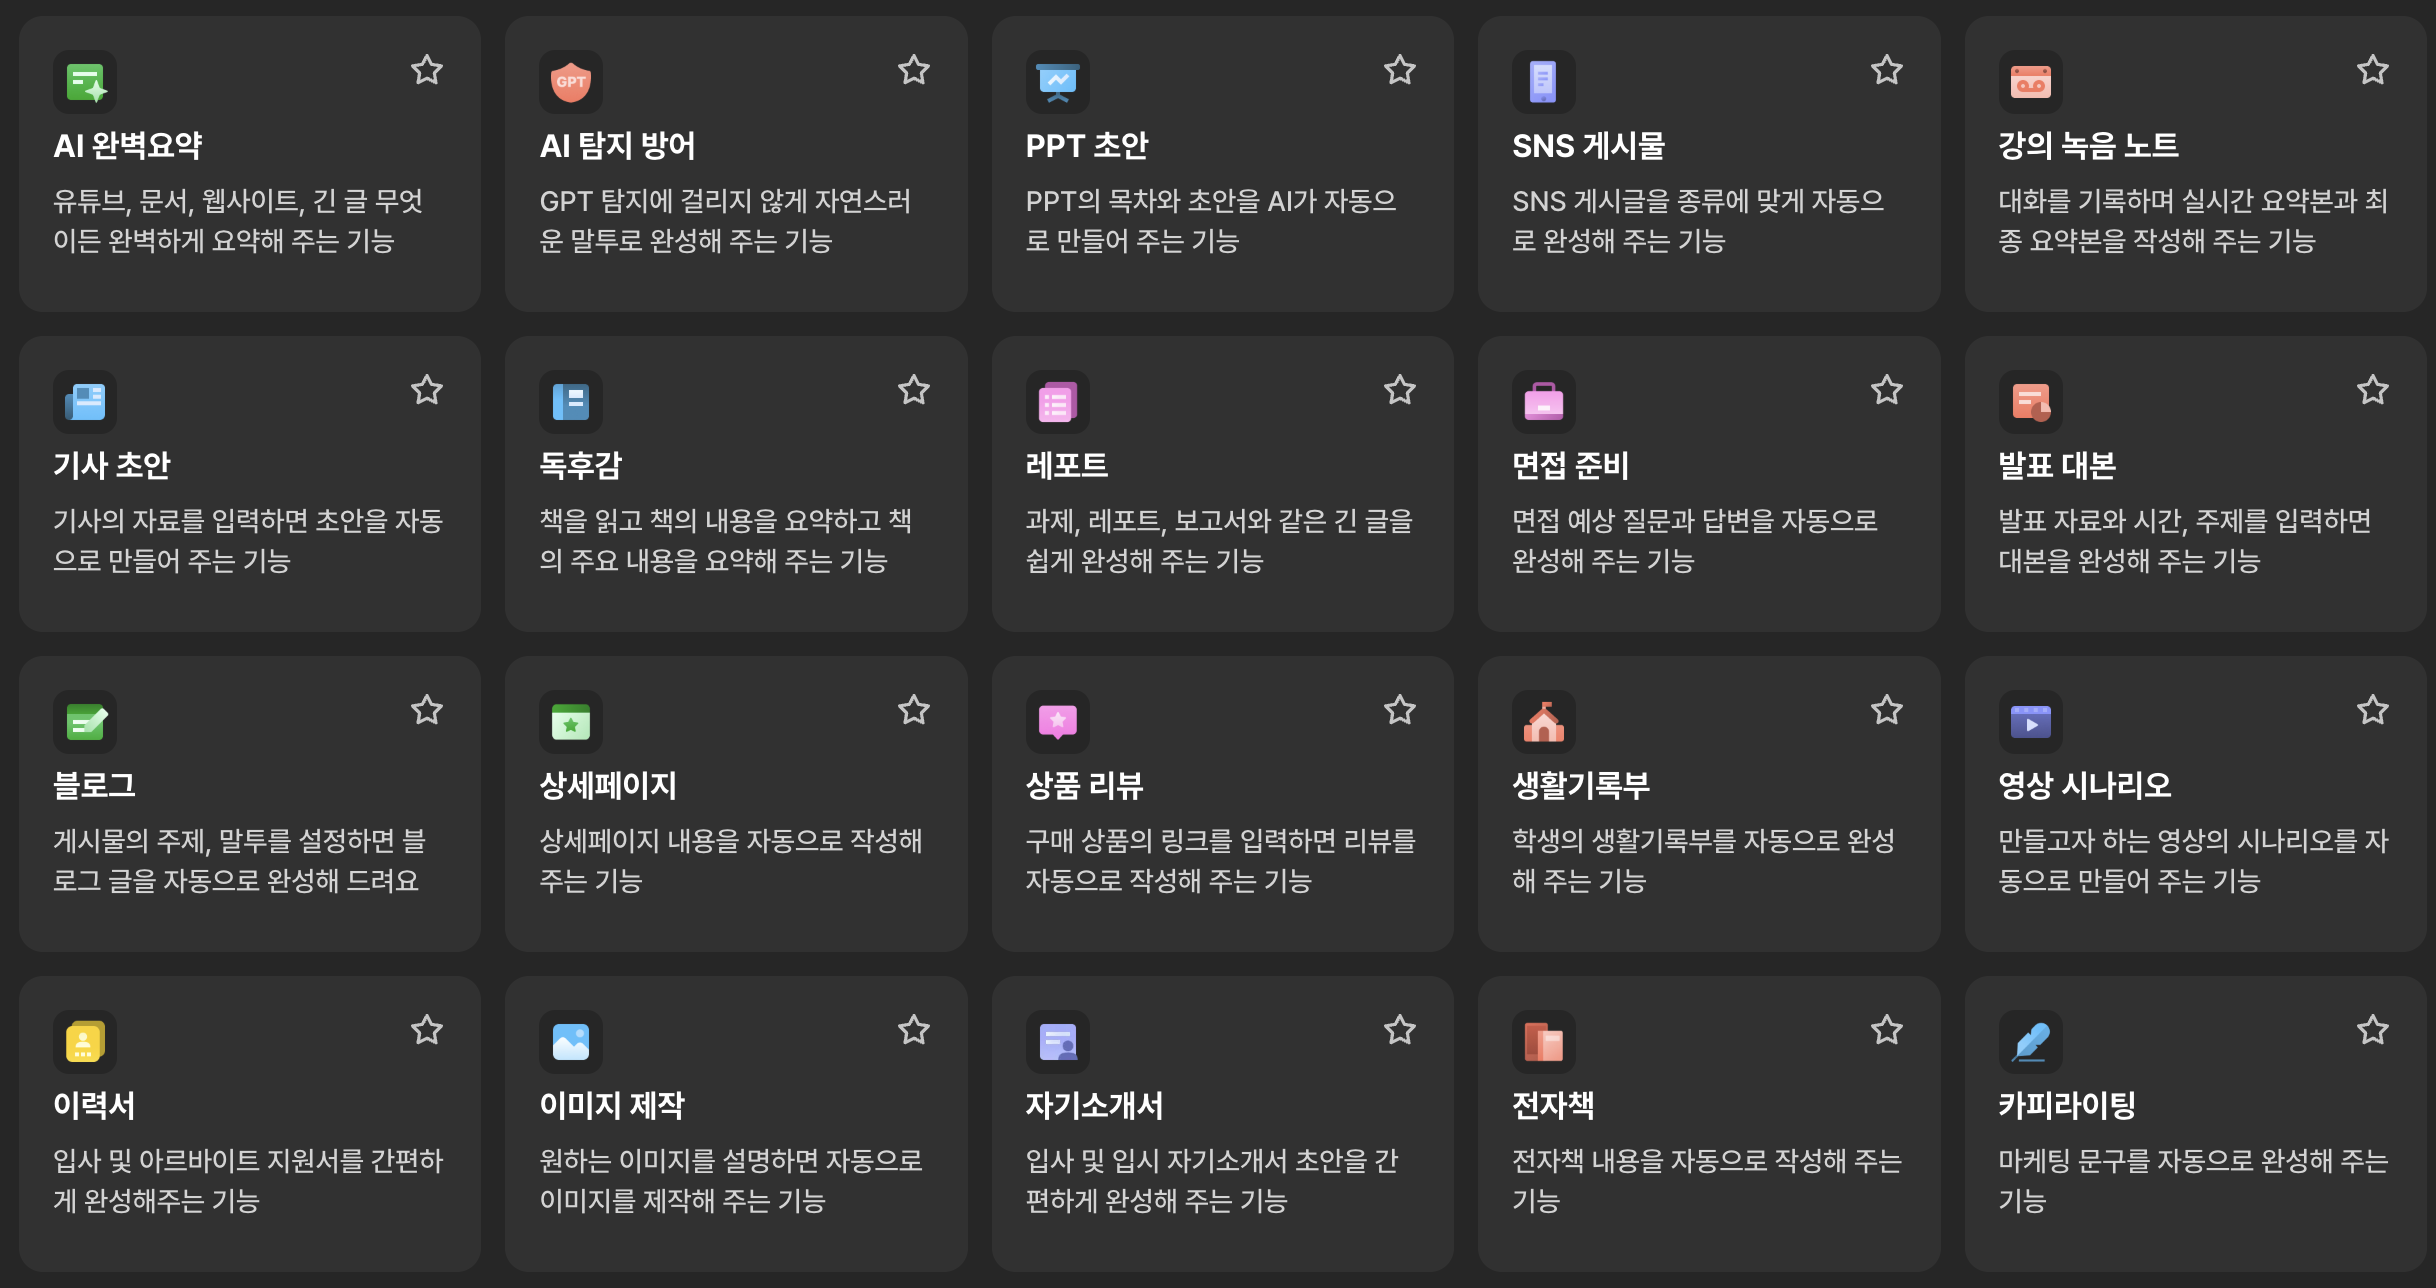 AI 완벽요약
유튜브, 문서, 웹사이트, 긴 글 무엇
이든 완벽하게 요약해 주는 기능
GPT
AI 탐지 방어
GPT 탐지에 걸리지 않게 자연스러
운 말투로 완성해 주는 기능
PPT 초안
PPT의 목차와 초안을 AI가 자동으
로 만들어 주는 기능
SNS 게시물
SNS 게시글을 종류에 맞게 자동으
로 완성해 주는 기능
강의 녹음 노트
대화를 기록하며 실시간 요약본과 최
종 요약본을 작성해 주는 기능
기사 초안
기사의 자료를 입력하면 초안을 자동
으로 만들어 주는 기능
독후감
책을 읽고 책의 내용을 요약하고 책
의 주요 내용을 요약해 주는 기능
레포트
과제, 레포트, 보고서와 같은 긴 글을
쉽게 완성해 주는 기능
면접 준비
면접 예상 질문과 답변을 자동으로
완성해 주는 기능
발표 대본
발표 자료와 시간, 주제를 입력하면
대본을 완성해 주는 기능
블로그
게시물의 주제, 말투를 설정하면 블
로그 글을 자동으로 완성해 드려요
상세페이지
상세페이지 내용을 자동으로 작성해
주는 기능
상품 리뷰
구매 상품의 링크를 입력하면 리뷰를
자동으로 작성해 주는 기능
생활기록부
학생의 생활기록부를 자동으로 완성
해 주는 기능
영상 시나리오
만들고자 하는 영상의 시나리오를 자
동으로 만들어 주는 기능
이력서
입사 및 아르바이트 지원서를 간편하
게 완성해주는 기능
이미지 제작
원하는 이미지를 설명하면 자동으로
이미지를 제작해 주는 기능
자기소개서
입사 및 입시 자기소개서 초안을 간
편하게 완성해 주는 기능
전자책
전자책 내용을 자동으로 작성해 주는
기능
카피라이팅
마케팅 문구를 자동으로 완성해 주는
기능